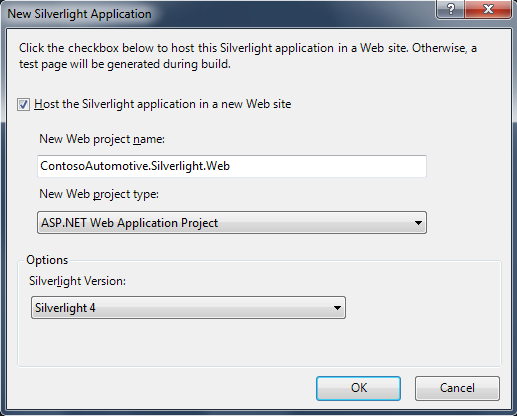 New Silverlight Application
Click the checkbox below to host this Silverlight application in a Web site. Otherwise, a
test page will be generated during build.
Host the Silverlight application in a new Web site
New Web project name:
ContosoAutomotive.Silverlight.Web
New Web project type:
ASP.NET Web Application Project
Options
Silverlight Version:
Silverlight 4
OK
Cancel